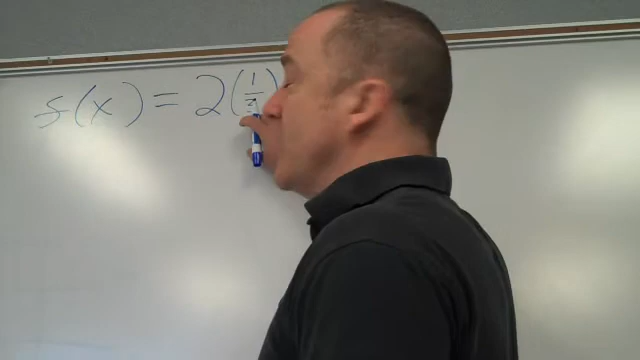 f(x) = 2(1/3)